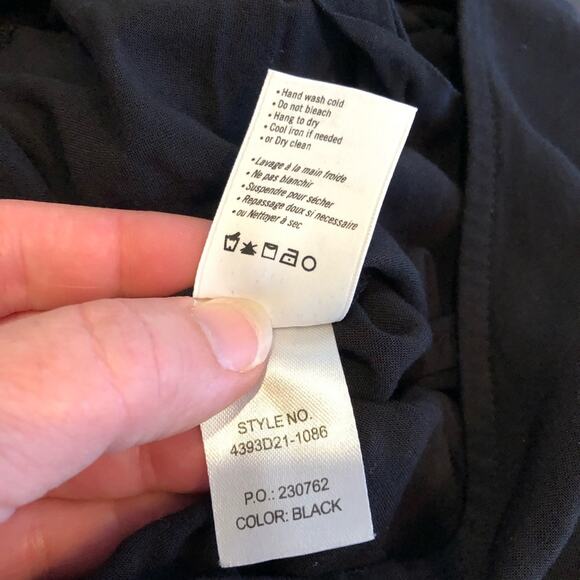 • Hand wash cold
• Do not bleach
• Hang to dry
• Cool iron if needed
• or Dry clean
• Lavage à la main froide
• Ne pas blanchir
• Suspendre pour sécher
• Repassage doux si necessaire
• ou Nettoyer à sec
STYLE NO.
4393D21-1086
P.O.: 230762
COLOR: BLACK